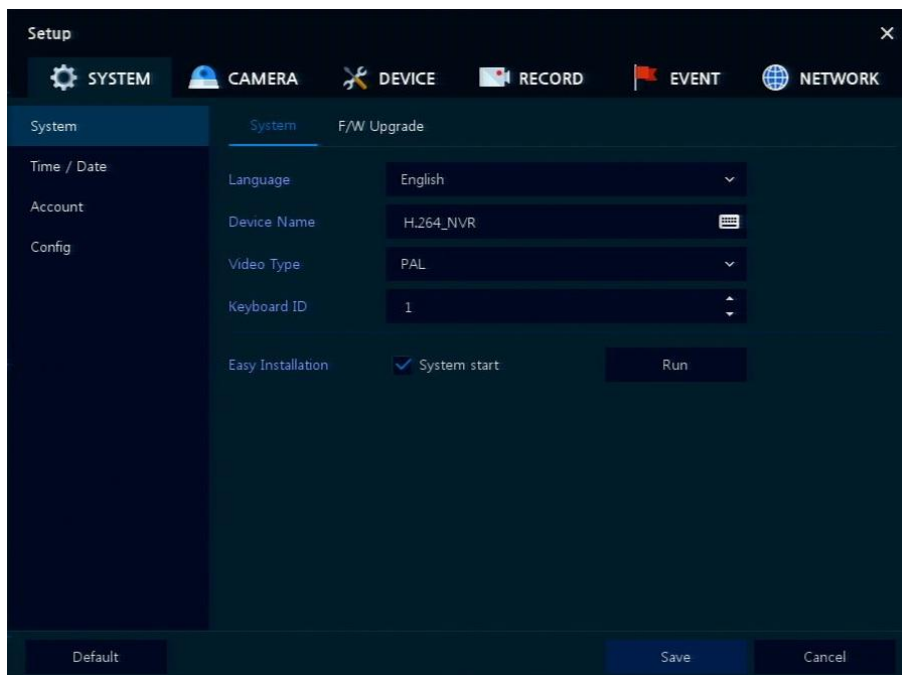 Setup
SYSTEM CAMERA DEVICE RECORD EVENT NETWORK
System System F/W Upgrade
Time / Date Language English
Account Device Name H.264_NVR
Config Video Type PAL
Keyboard ID 1
Easy Installation System start Run
Default Save Cancel